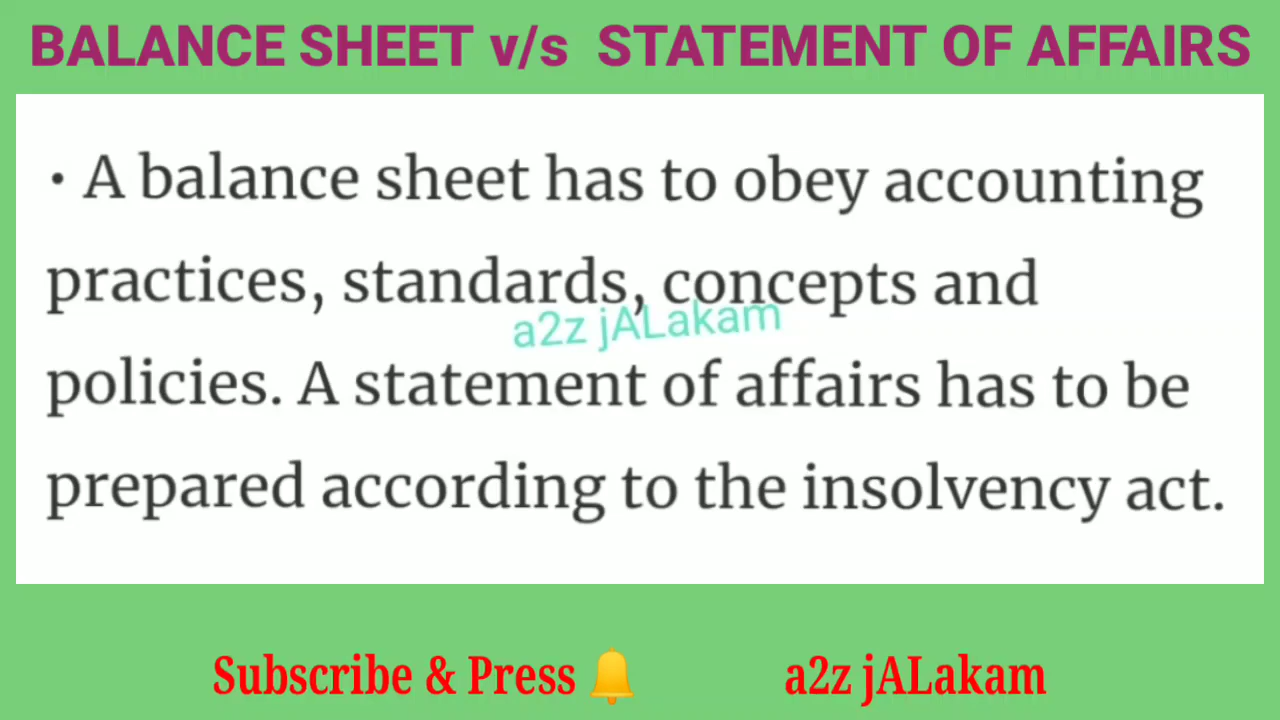 BALANCE SHEET v/s STATEMENT OF AFFAIRS
• A balance sheet has to obey accounting
practices, standards, concepts and
a2z jALakam
policies. A statement of affairs has to be
prepared according to the insolvency act.
Subscribe & Press 🔔 a2z jALakam